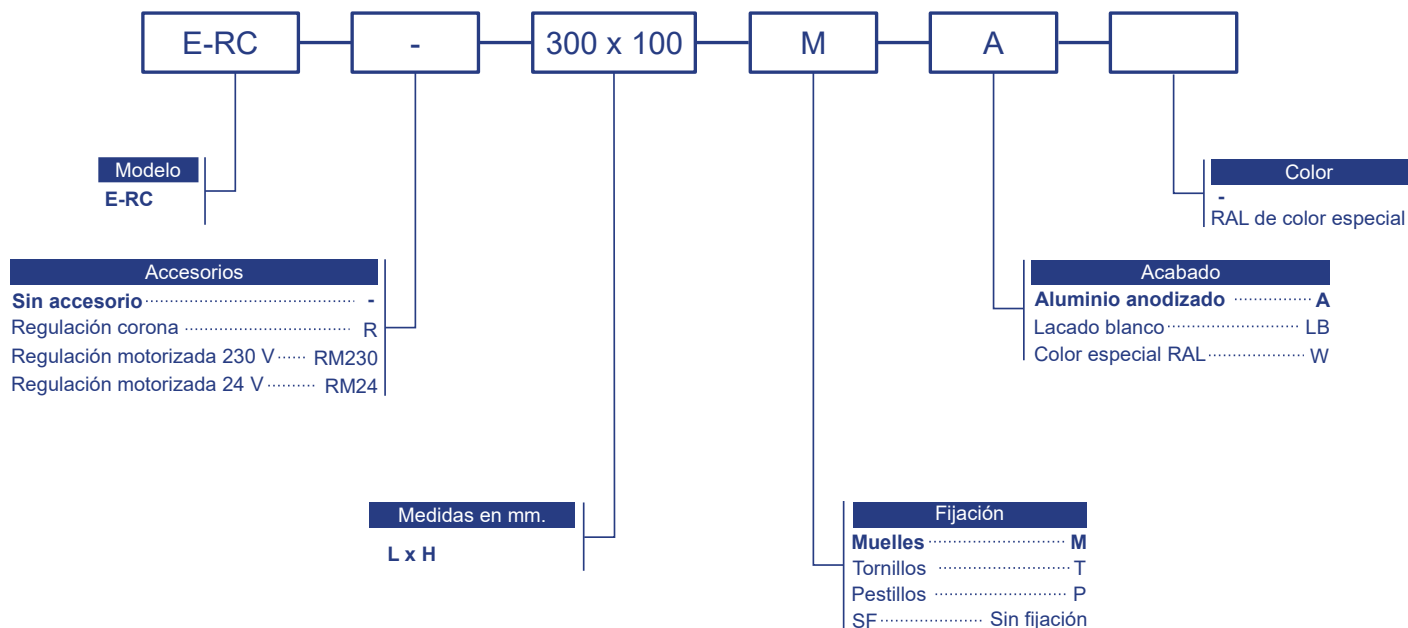 E-RC - 300 x 100 M A
Modelo
E-RC
Color
-
RAL de color especial
Accesorios
Sin accesorio -
Regulación corona R
Regulación motorizada 230 V RM230
Regulación motorizada 24 V RM24
Acabado
Aluminio anodizado A
Lacado blanco LB
Color especial RAL W
Medidas en mm.
L x H
Fijación
Muelles M
Tornillos T
Pestillos P
SF Sin fijación